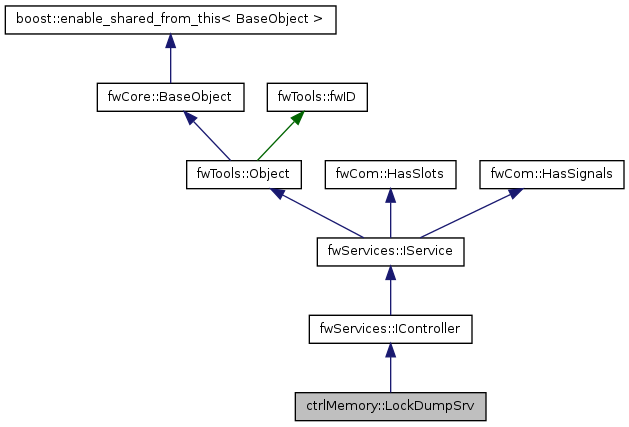 boost::enable_shared_from_this< BaseObject >
fwCore::BaseObject
fwTools::fwID
fwTools::Object
fwCom::HasSlots
fwCom::HasSignals
fwServices::IService
fwServices::IController
ctrlMemory::LockDumpSrv